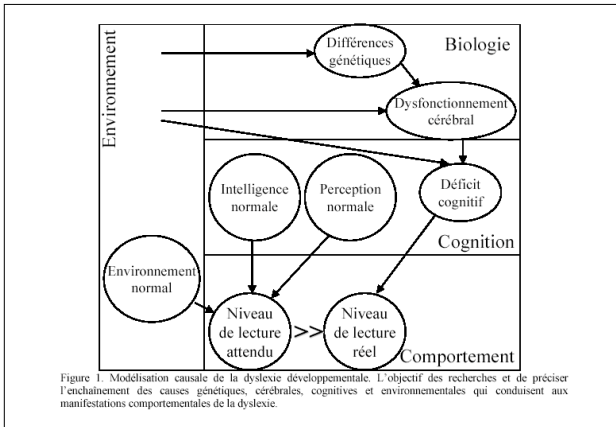 Environnement
Différences
génétiques
Biologie
Dysfonctionnement
cérébral
Intelligence
normale
Perception
normale
Déficit
cognitif
Cognition
Environnement
normal
Niveau
de lecture
attendu
>>
Niveau
de lecture
réel
Comportement
Figure 1. Modélisation causale de la dyslexie développementale. L'objectif des recherches et de préciser
l'enchaînement des causes génétiques, cérébrales, cognitives et environnementales qui conduisent aux
manifestations comportementales de la dyslexie.